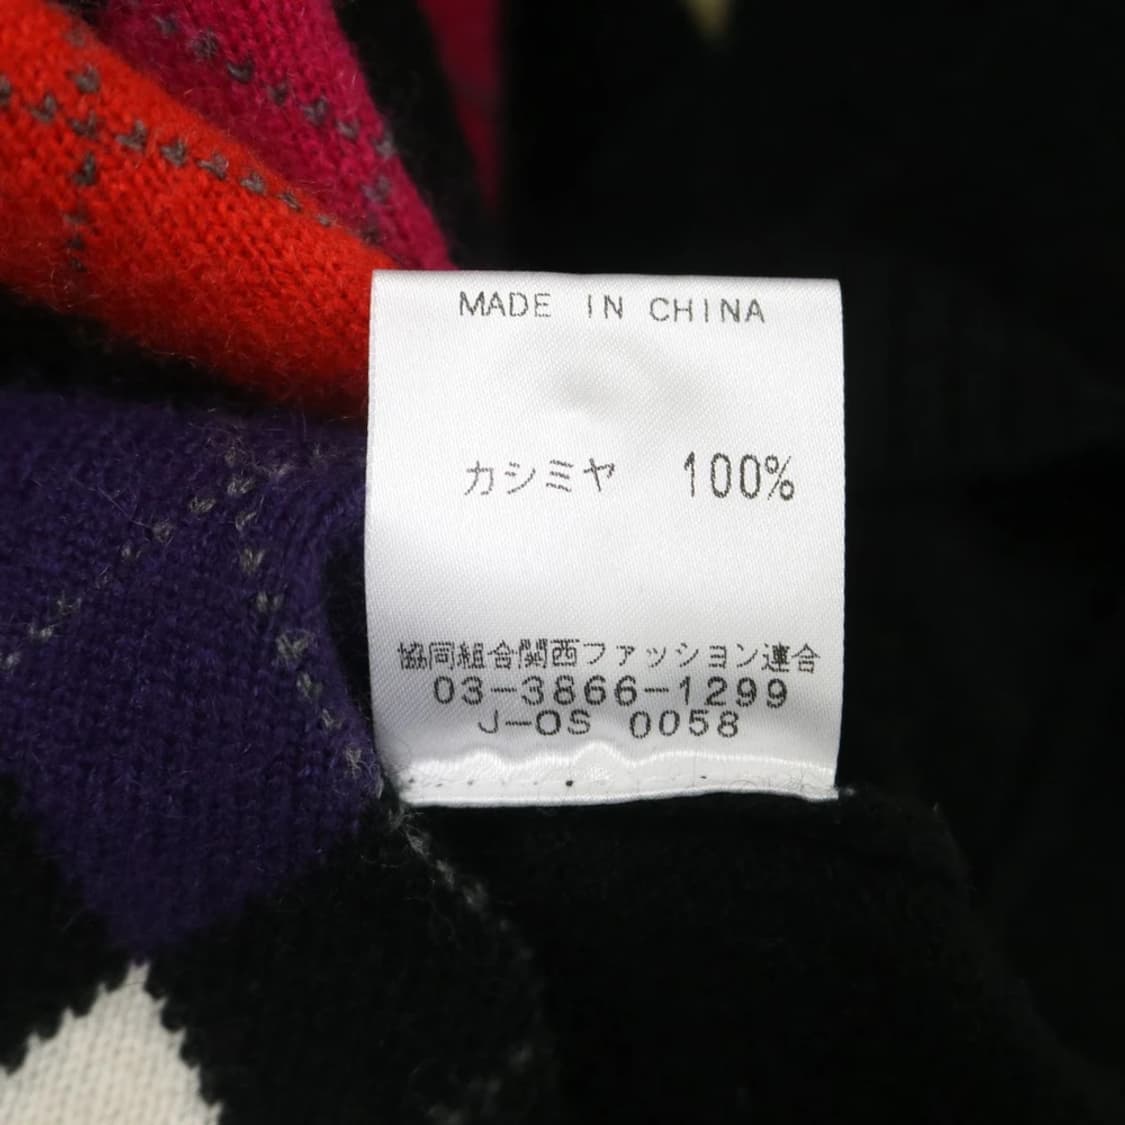 MADE IN CHINA
カシミヤ 100%
協同組合関西ファッション連合
03-3866-1299
J-OS 0058